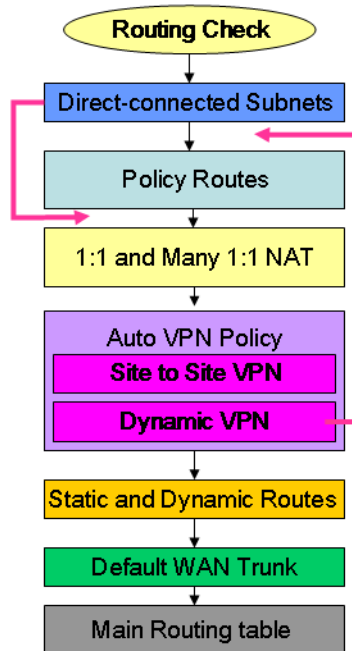 Routing Check
Direct-connected Subnets
Policy Routes
1:1 and Many 1:1 NAT
Auto VPN Policy
Site to Site VPN
Dynamic VPN
Static and Dynamic Routes
Default WAN Trunk
Main Routing table